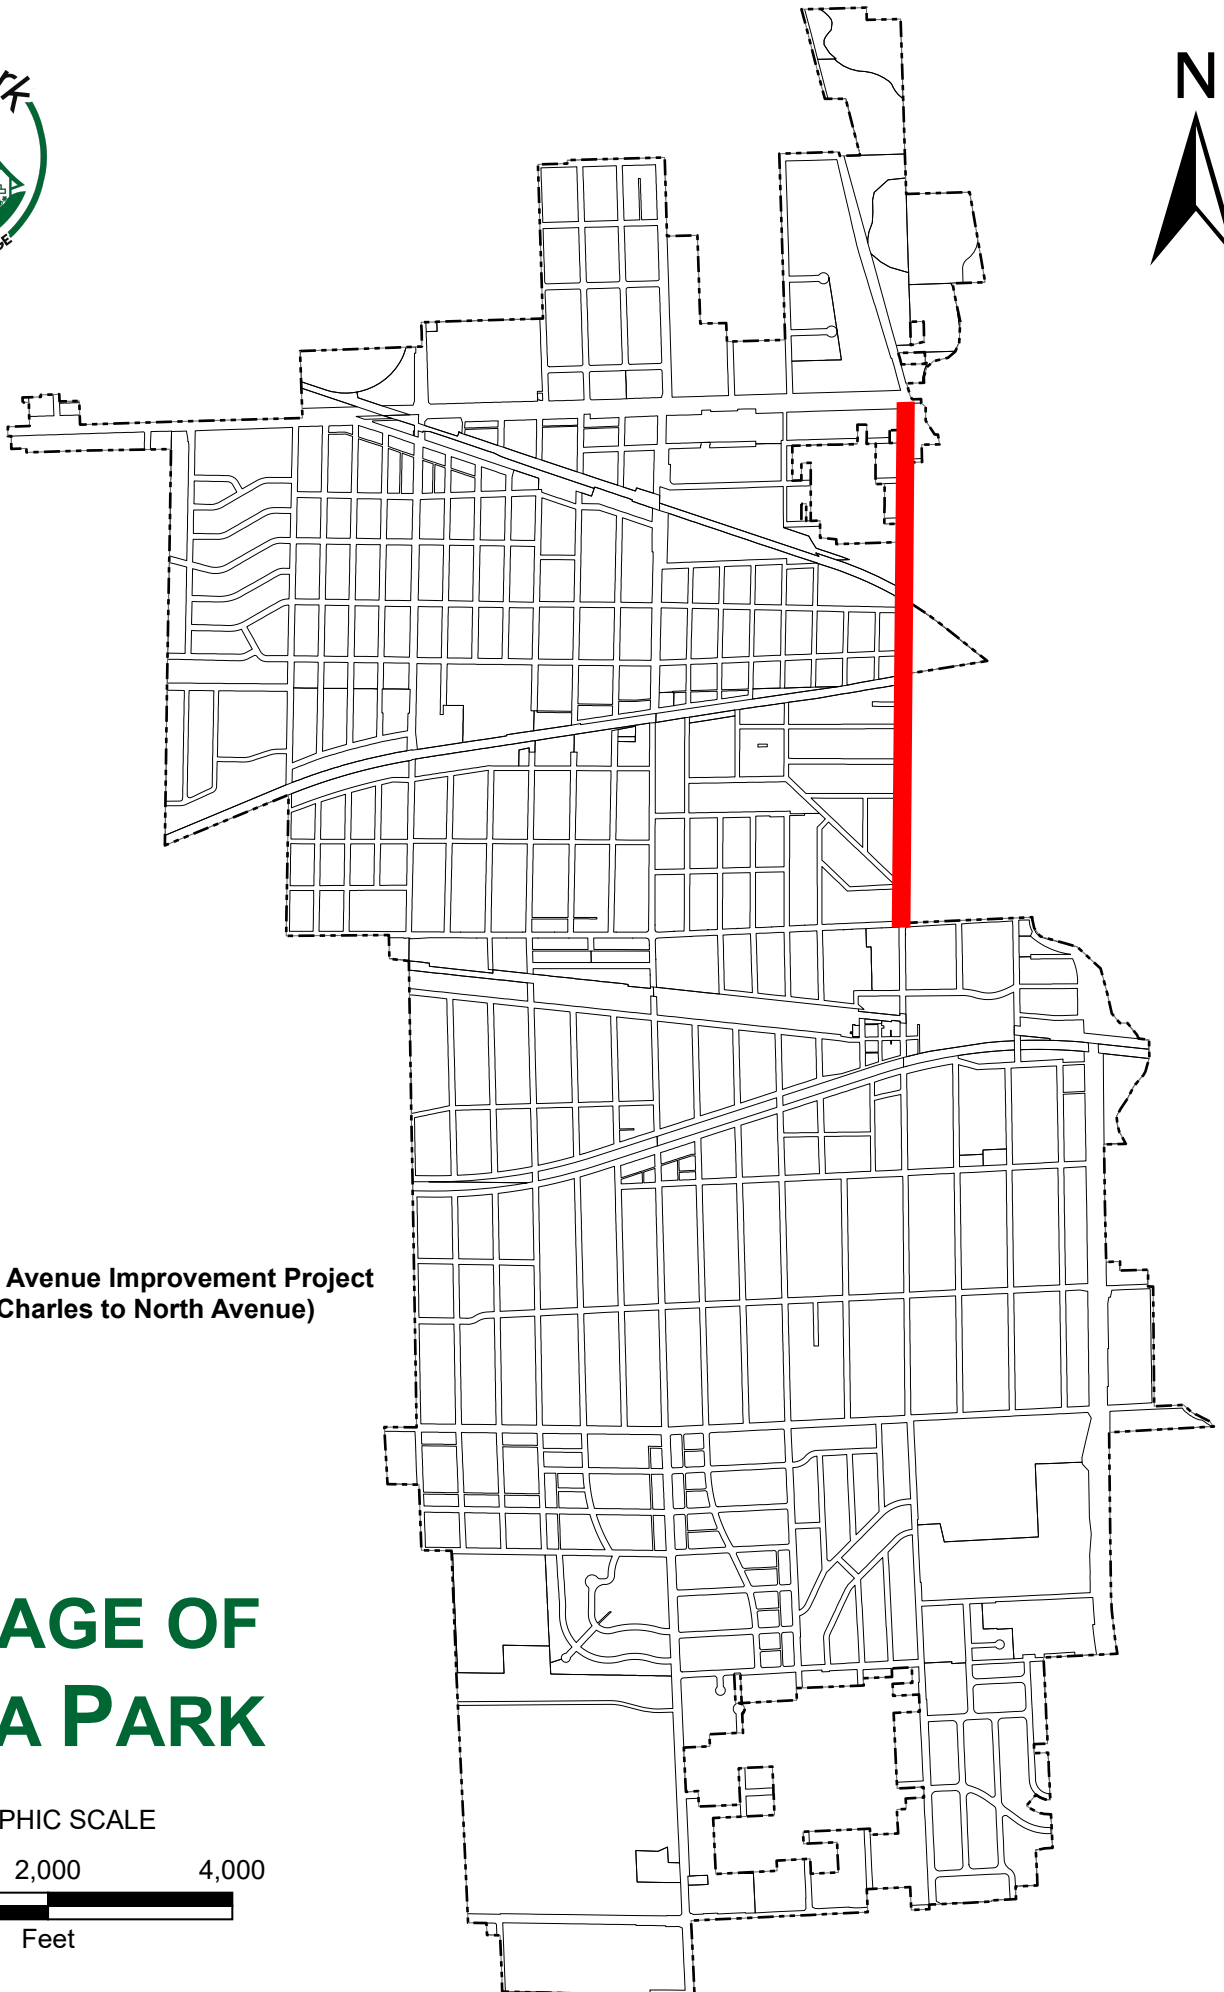 N
Avenue Improvement Project
Charles to North Avenue)
AGE OF
A PARK
PHIC SCALE
2,000 4,000
Feet